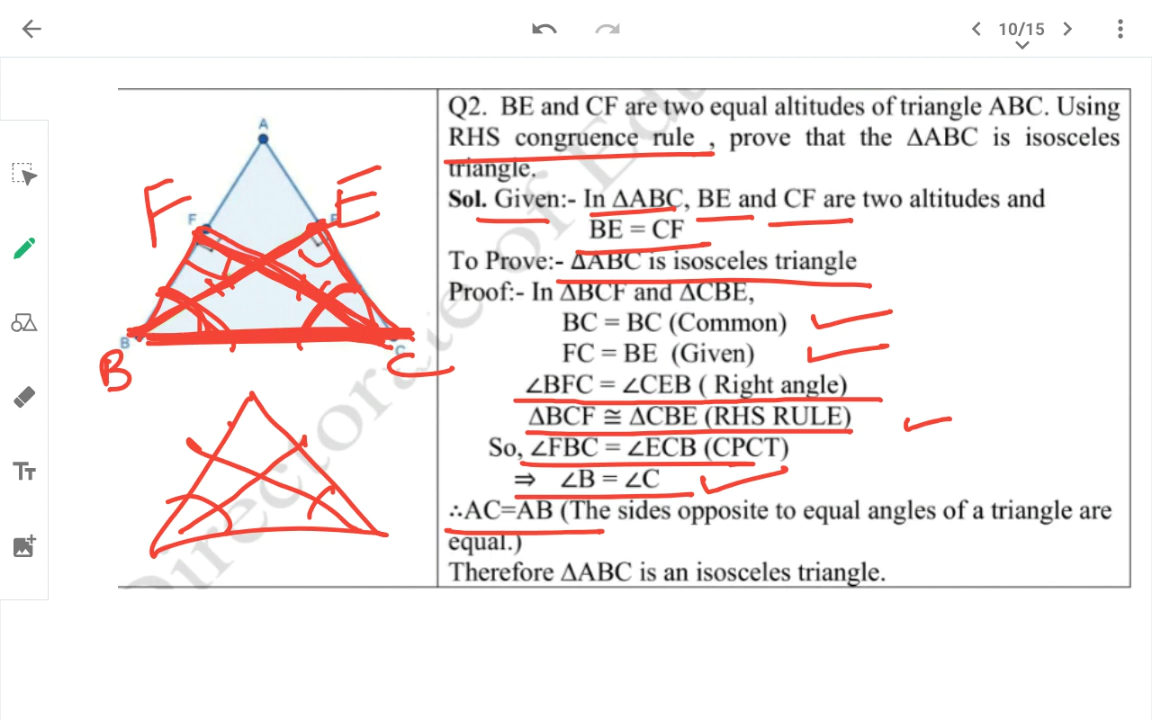 10/15
A
F
E
F
B
C
B
C
Q2. BE and CF are two equal altitudes of triangle ABC. Using
RHS congruence rule , prove that the ΔABC is isosceles
triangle.
Sol. Given:- In ΔABC, BE and CF are two altitudes and
BE = CF
To Prove:- ΔABC is isosceles triangle
Proof:- In ΔBCF and ΔCBE,
BC = BC (Common)
FC = BE (Given)
∠BFC = ∠CEB ( Right angle)
ΔBCF ≅ ΔCBE (RHS RULE)
So, ∠FBC = ∠ECB (CPCT)
⇒ ∠B = ∠C
∴AC=AB (The sides opposite to equal angles of a triangle are
equal.)
Therefore ΔABC is an isosceles triangle.
Directorate of
Tt